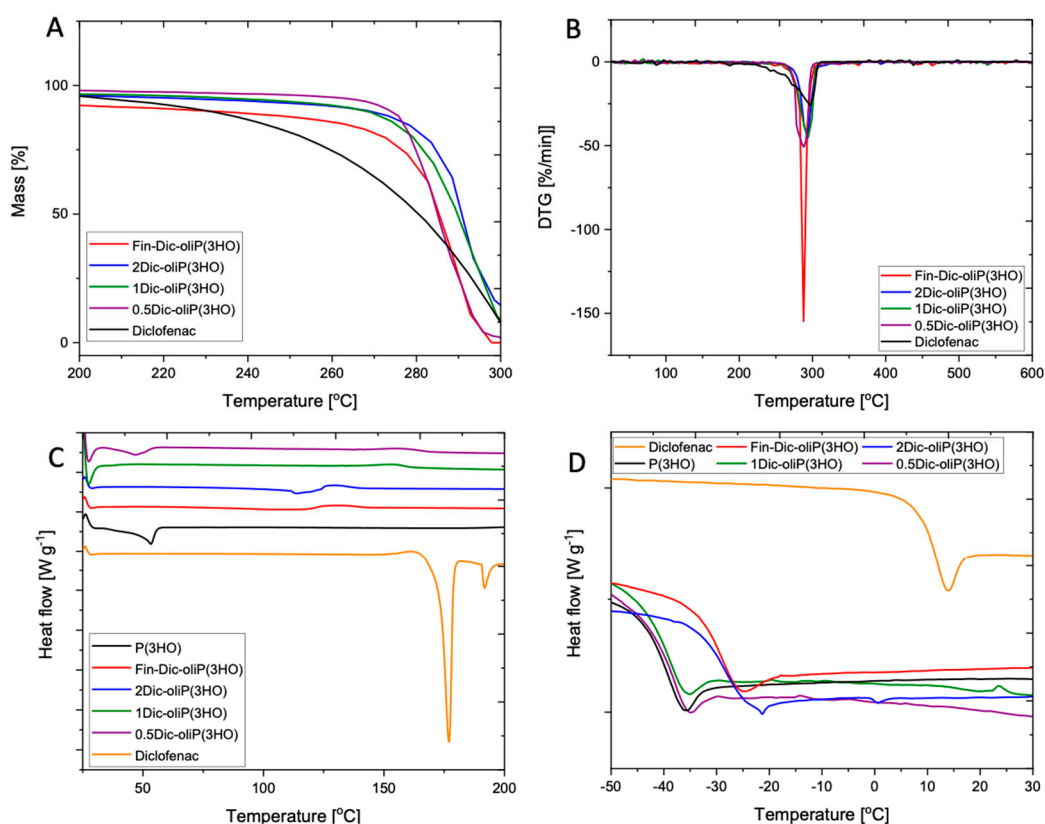 A
Mass [%]
100
50
0
Fin-Dic-oliP(3HO)
2Dic-oliP(3HO)
1Dic-oliP(3HO)
0.5Dic-oliP(3HO)
Diclofenac
200 220 240 260 280 300
Temperature [°C]
B
DTG [%/min]]
0
-50
-100
-150
Fin-Dic-oliP(3HO)
2Dic-oliP(3HO)
1Dic-oliP(3HO)
0.5Dic-oliP(3HO)
Diclofenac
100 200 300 400 500 600
Temperature [°C]
C
Heat flow [W g⁻¹]
P(3HO)
Fin-Dic-oliP(3HO)
2Dic-oliP(3HO)
1Dic-oliP(3HO)
0.5Dic-oliP(3HO)
Diclofenac
50 100 150 200
Temperature [°C]
Diclofenac Fin-Dic-oliP(3HO) 2Dic-oliP(3HO)
P(3HO) 1Dic-oliP(3HO) 0.5Dic-oliP(3HO)
D
Heat flow [W g⁻¹]
-50 -40 -30 -20 -10 0 10 20 30
Temperature [°C]